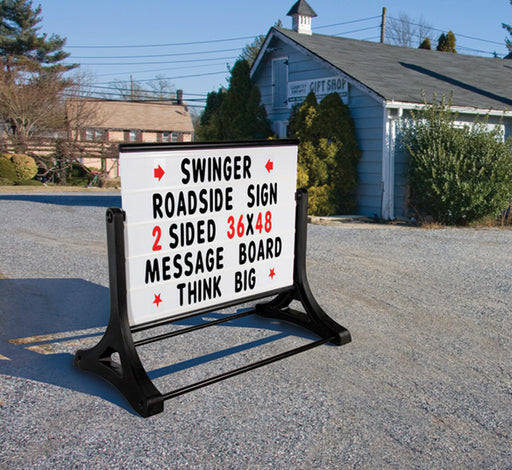 GIFT SHOP
SWINGER
ROADSIDE SIGN
2 SIDED 36X48
MESSAGE BOARD
THINK BIG